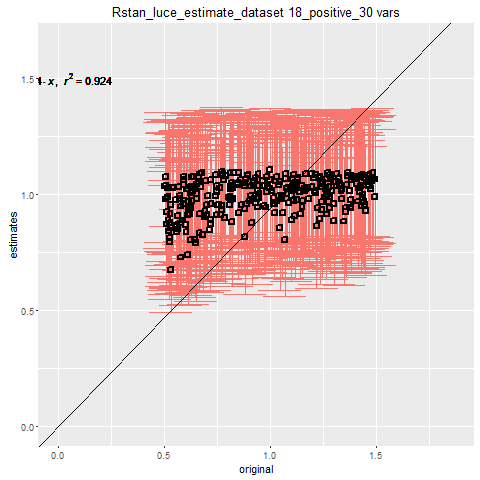 Rstan_luce_estimate_dataset 18_positive_30 vars
1.5
· x, r² = 0.924
1.0
0.5
0.0
estimates
0.0 0.5 1.0 1.5
original